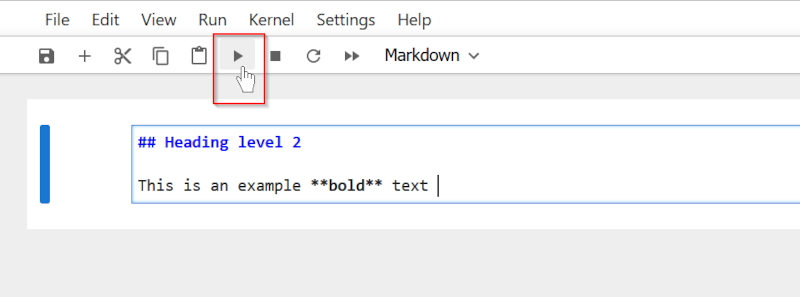 File Edit View Run Kernel Settings Help
Markdown
## Heading level 2
This is an example **bold** text